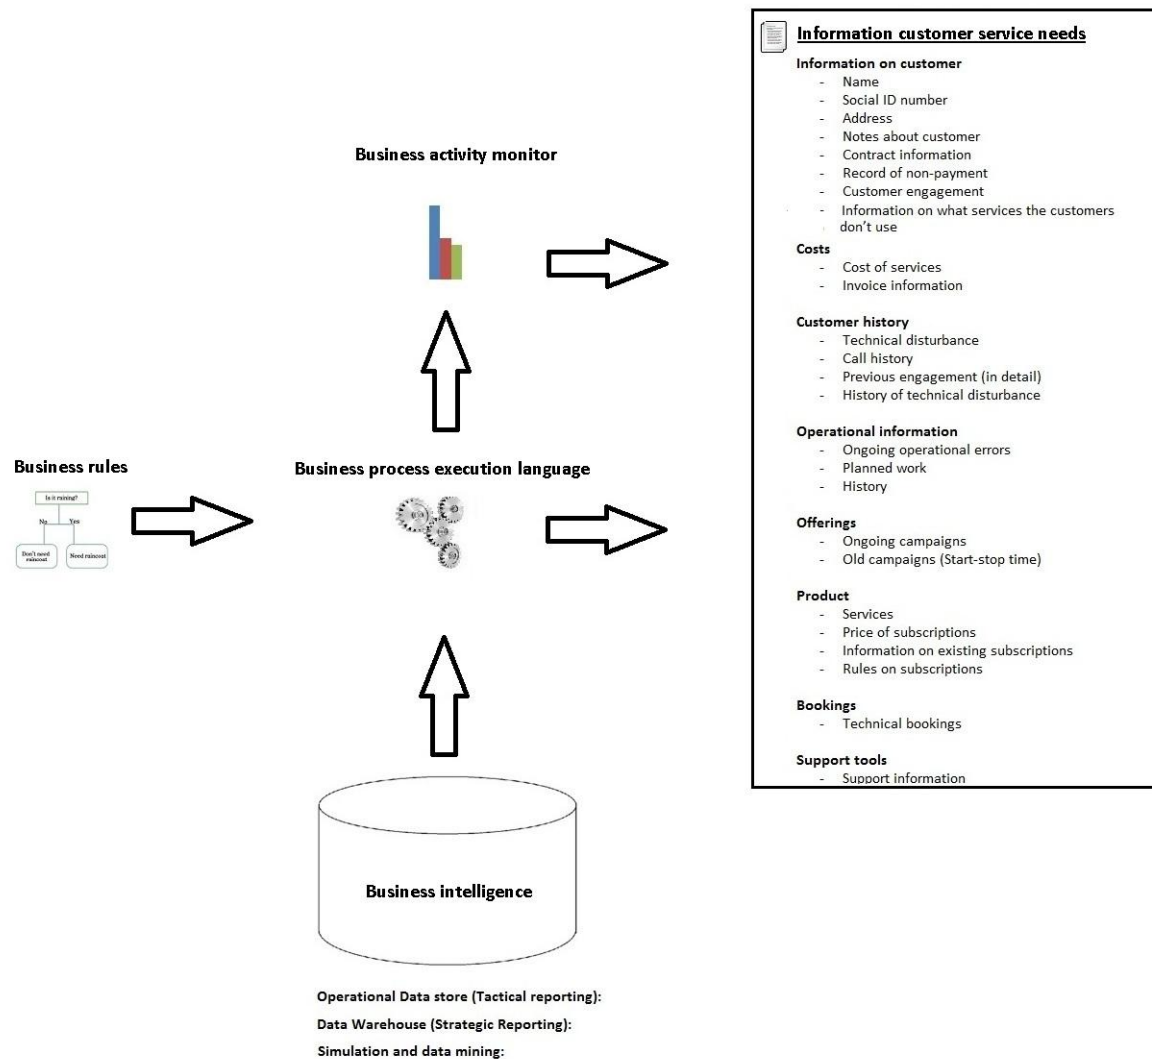 Information customer service needs
Information on customer
- Name
- Social ID number
- Address
- Notes about customer
- Contract information
- Record of non-payment
- Customer engagement
- Information on what services the customers
don't use
Costs
- Cost of services
- Invoice information
Customer history
- Technical disturbance
- Call history
- Previous engagement (in detail)
- History of technical disturbance
Operational information
- Ongoing operational errors
- Planned work
- History
Offerings
- Ongoing campaigns
- Old campaigns (Start-stop time)
Product
- Services
- Price of subscriptions
- Information on existing subscriptions
- Rules on subscriptions
Bookings
- Technical bookings
Support tools
- Support information
Business activity monitor
Business rules
Is it raining?
No Yes
Don't need
raincoat
Need raincoat
Business process execution language
Business intelligence
Operational Data store (Tactical reporting):
Data Warehouse (Strategic Reporting):
Simulation and data mining: